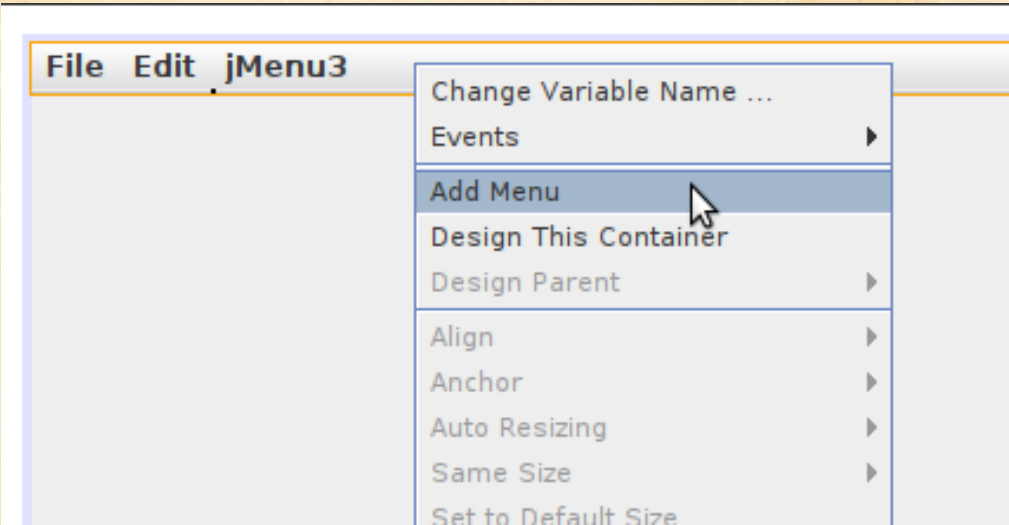 File Edit jMenu3
Change Variable Name ...
Events
Add Menu
Design This Container
Design Parent
Align
Anchor
Auto Resizing
Same Size
Set to Default Size